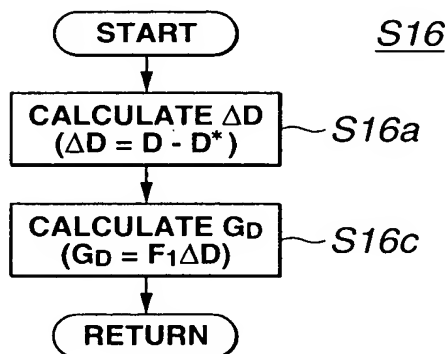 START
S16
CALCULATE ΔD
(ΔD = D - D*)
S16a
CALCULATE GD
(GD = F1ΔD)
S16c
RETURN